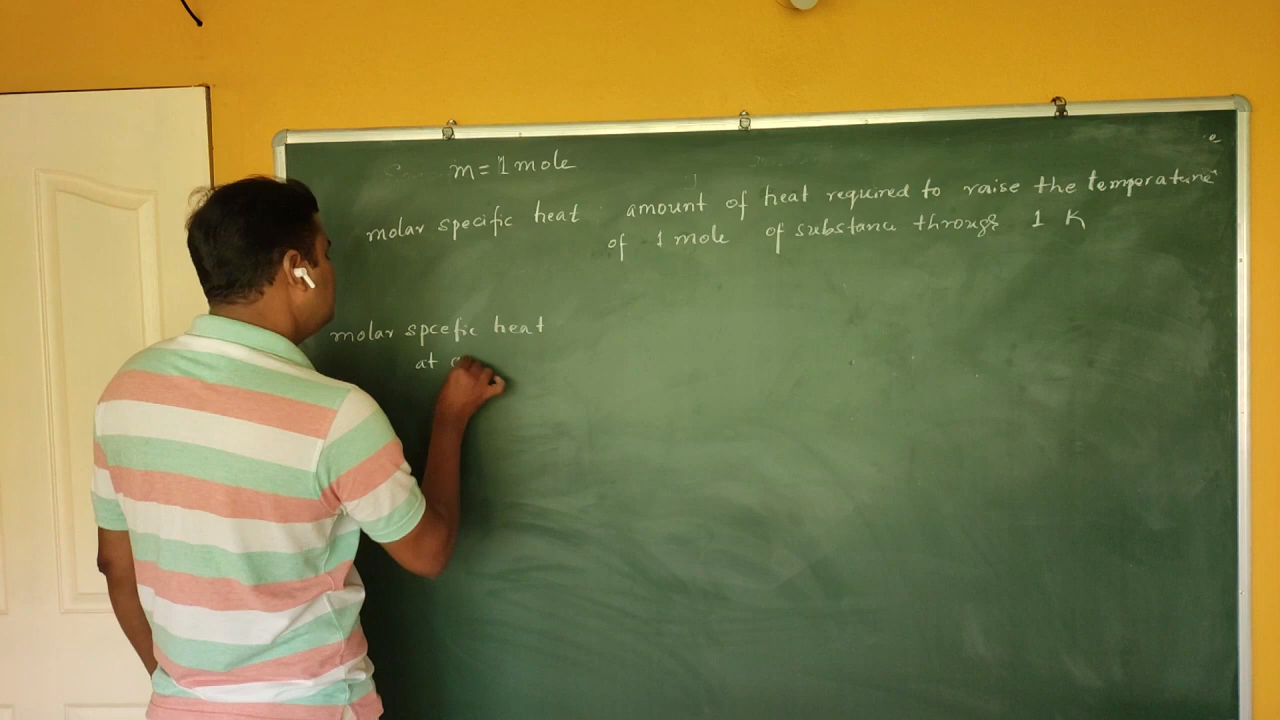 m = 1 mole
molar specific heat amount of heat required to raise the temperature
of 1 mole of substance through 1 K
molar spcefic heat
at